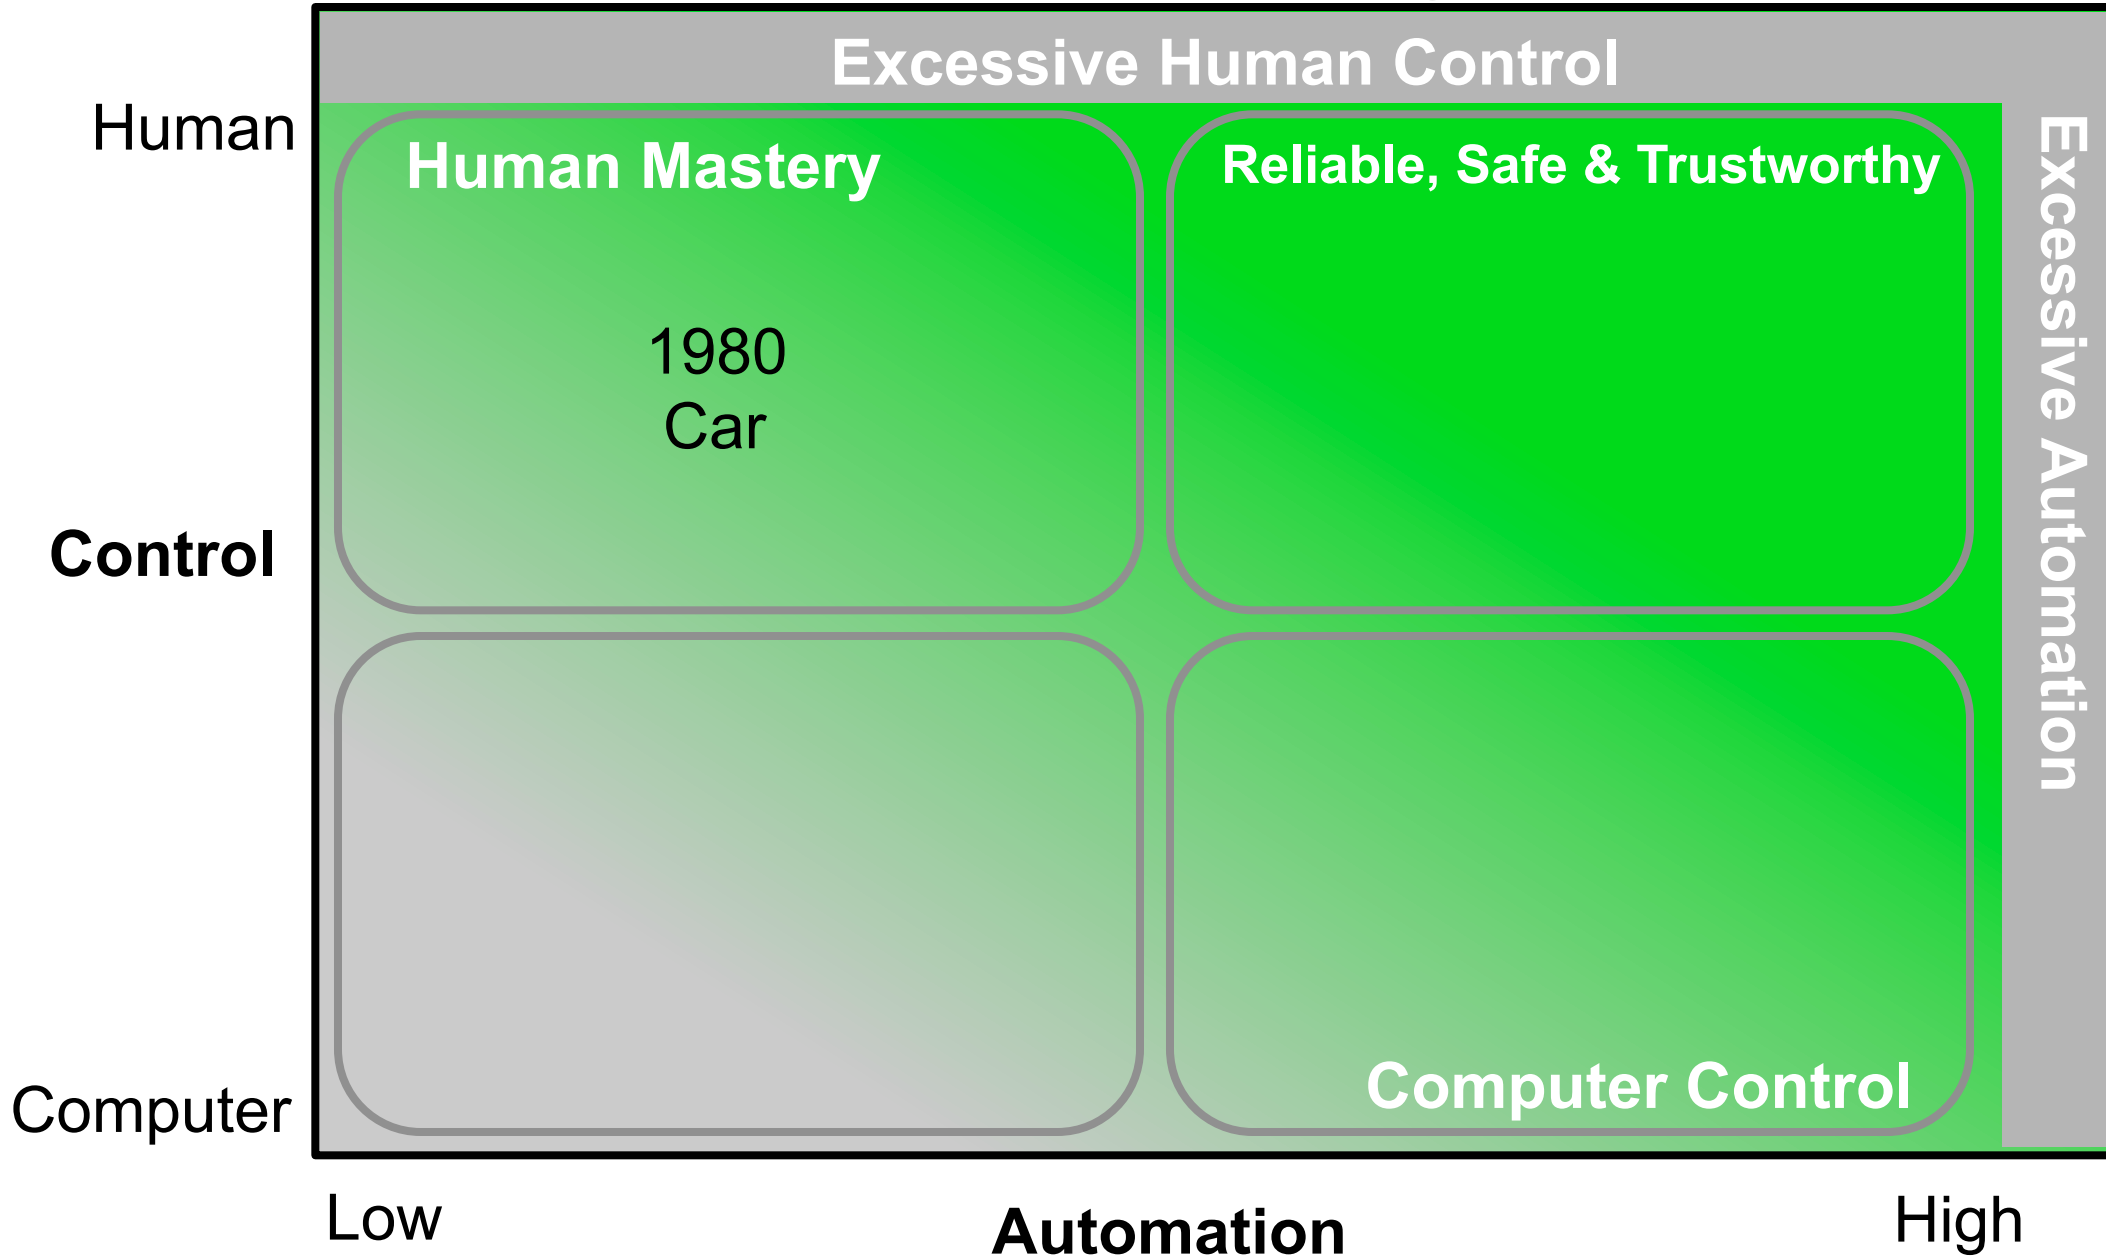 Excessive Human Control
Human
Human Mastery
Reliable, Safe & Trustworthy
Excessive Automation
1980
Car
Control
Computer Control
Computer
Low
Automation
High